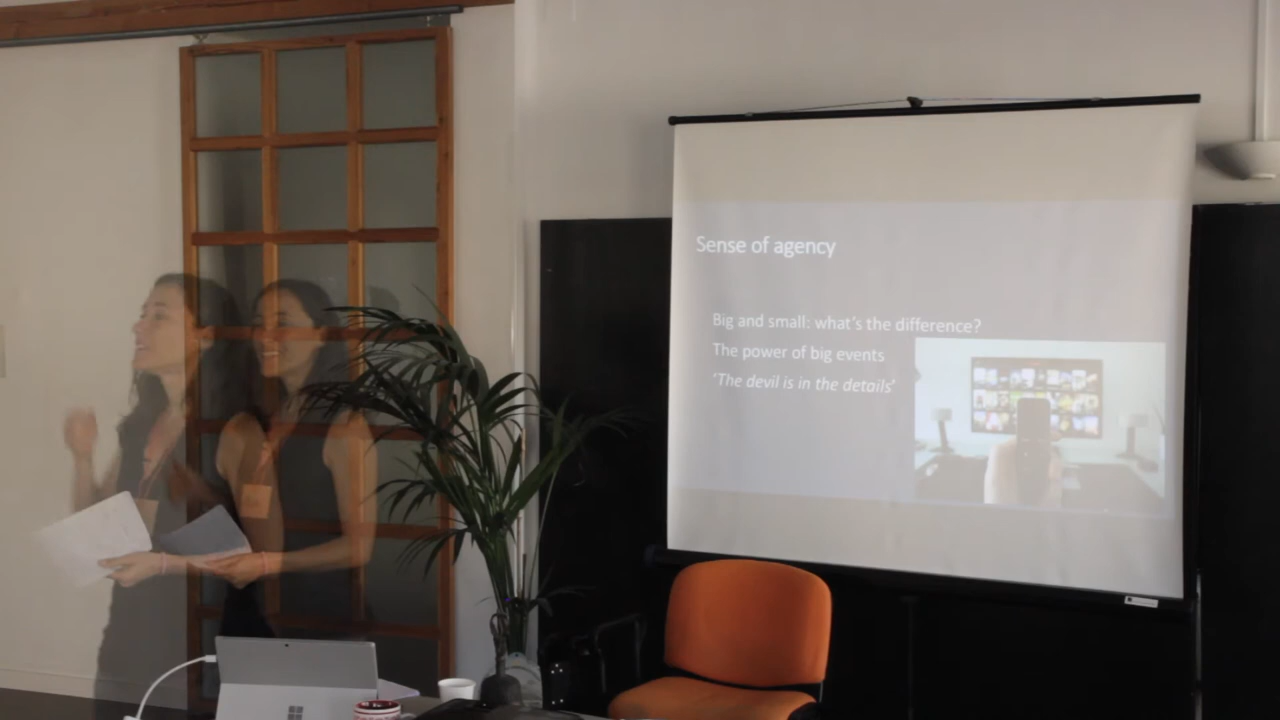 Sense of agency
Big and small: what's the difference?
The power of big events
'The devil is in the details'